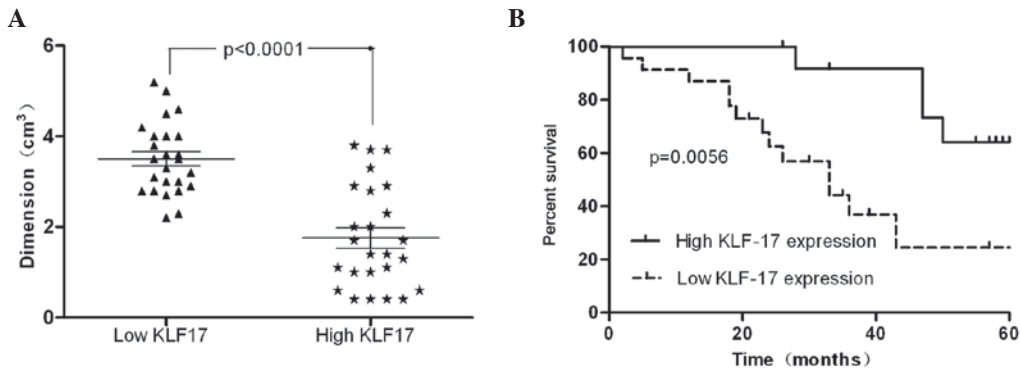 A
Dimension (cm³)
6
4
2
0
p<0.0001
Low KLF17
High KLF17
B
Percent survival
100
80
60
40
20
0
p=0.0056
High KLF-17 expression
Low KLF-17 expression
0
20
40
60
Time (months)